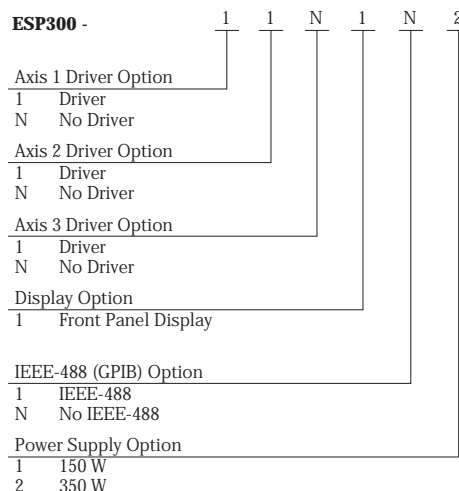 ESP300 - 1 1 N 1 N 2
Axis 1 Driver Option
1 Driver
N No Driver
Axis 2 Driver Option
1 Driver
N No Driver
Axis 3 Driver Option
1 Driver
N No Driver
Display Option
1 Front Panel Display
IEEE-488 (GPIB) Option
1 IEEE-488
N No IEEE-488
Power Supply Option
1 150 W
2 350 W